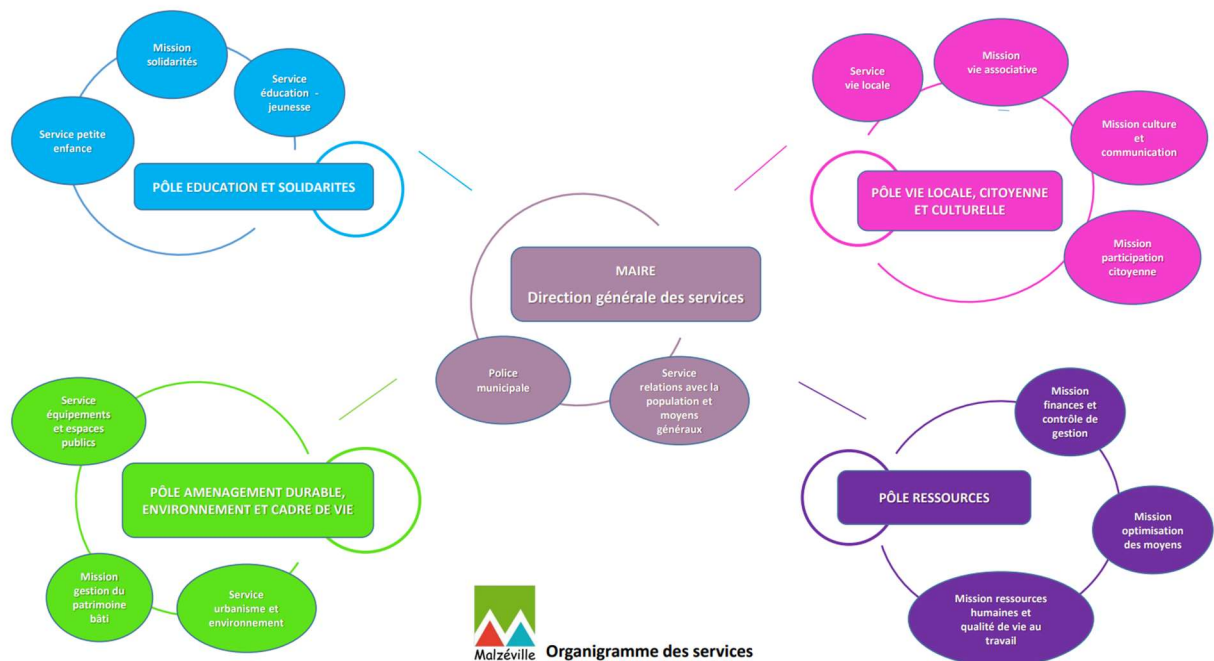 Mission
solidarités
Service
éducation -
jeunesse
Service petite
enfance
PÔLE EDUCATION ET SOLIDARITES
Service
vie locale
Mission
vie associative
Mission culture
et
communication
Mission
participation
citoyenne
PÔLE VIE LOCALE, CITOYENNE
ET CULTURELLE
MAIRE
Direction générale des services
Police
municipale
Service
relations avec la
population et
moyens
généraux
Service
équipements
et espaces
publics
PÔLE AMENAGEMENT DURABLE,
ENVIRONNEMENT ET CADRE DE VIE
Mission
gestion du
patrimoine
bâti
Service
urbanisme et
environnement
Mission
finances et
contrôle de
gestion
PÔLE RESSOURCES
Mission
optimisation
des moyens
Mission ressources
humaines et
qualité de vie au
travail
Malzéville
Organigramme des services